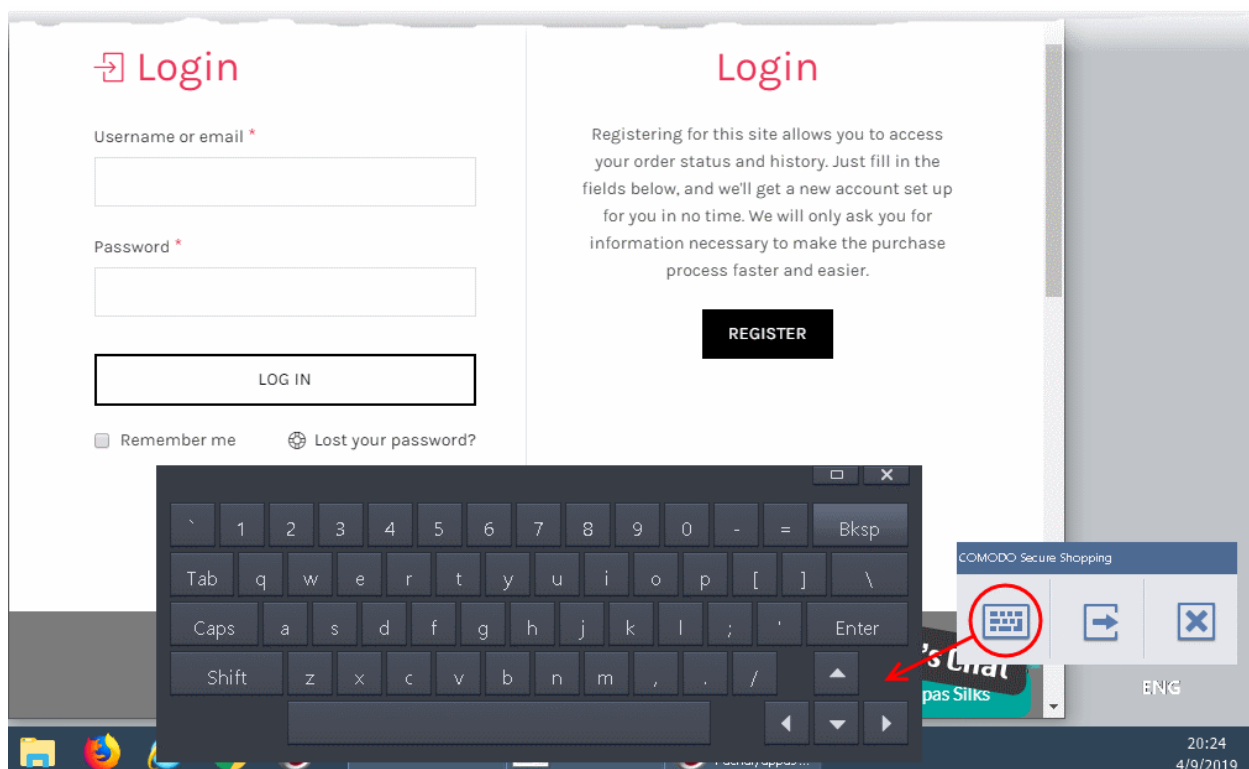 Login
Username or email *
Password *
LOG IN
Remember me
Lost your password?
Login
Registering for this site allows you to access
your order status and history. Just fill in the
fields below, and we'll get a new account set up
for you in no time. We will only ask you for
information necessary to make the purchase
process faster and easier.
REGISTER
` 1 2 3 4 5 6 7 8 9 0 - = Bksp
Tab q w e r t y u i o p [ ] \
Caps a s d f g h j k l ; ' Enter
Shift z x c v b n m , . /
COMODO Secure Shopping
's Chat
pas Silks
ENG
20:24
4/9/2019